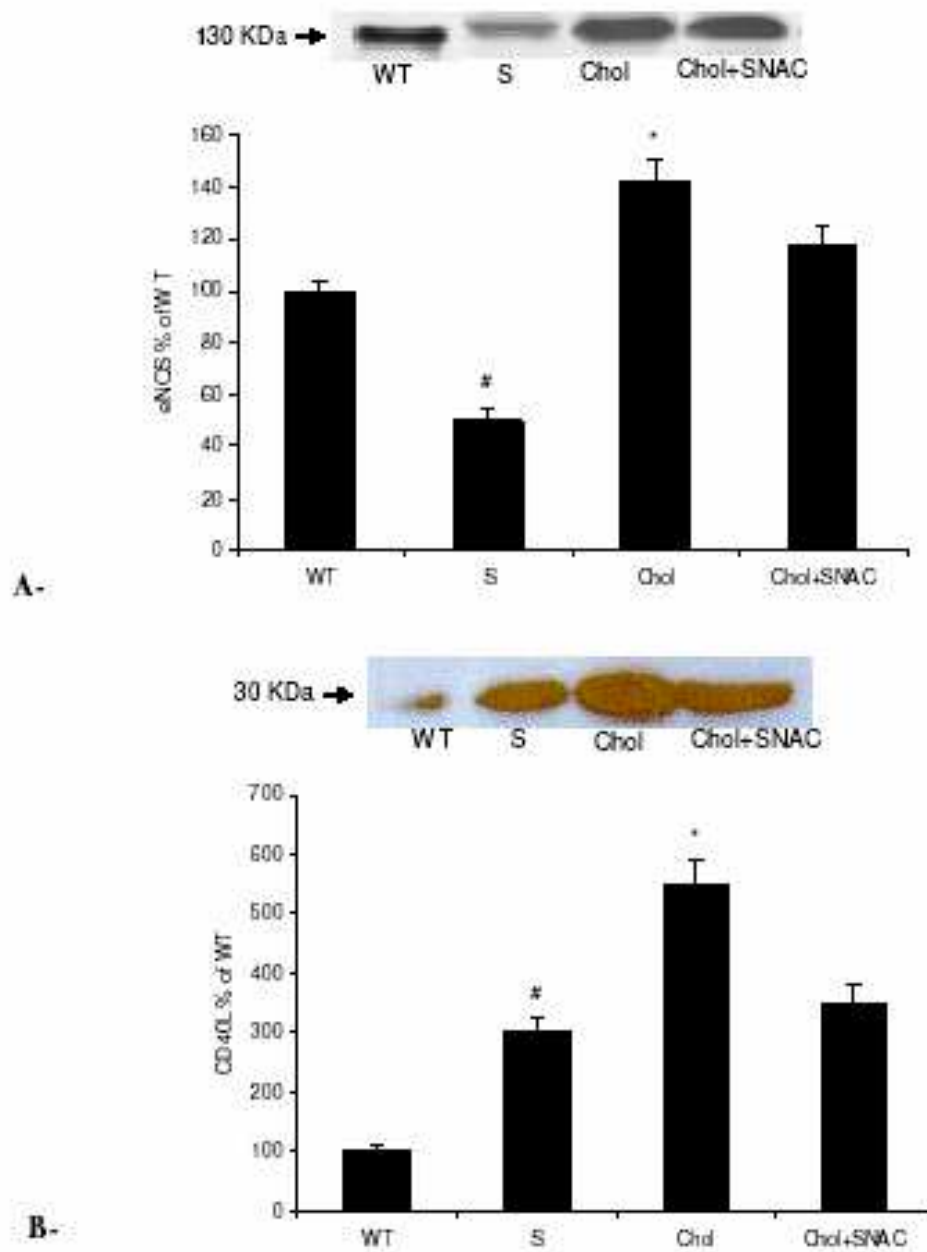 130 KDa
WT S Chol Chol+SNAC
160
*
140
120
100
80
#
60
40
20
0
eNOS % of WT
WT S Chol Chol+SNAC
A-
30 KDa
WT S Chol Chol+SNAC
700
*
600
500
400
#
300
200
100
0
CD40L % of WT
WT S Chol Chol+SNAC
B-